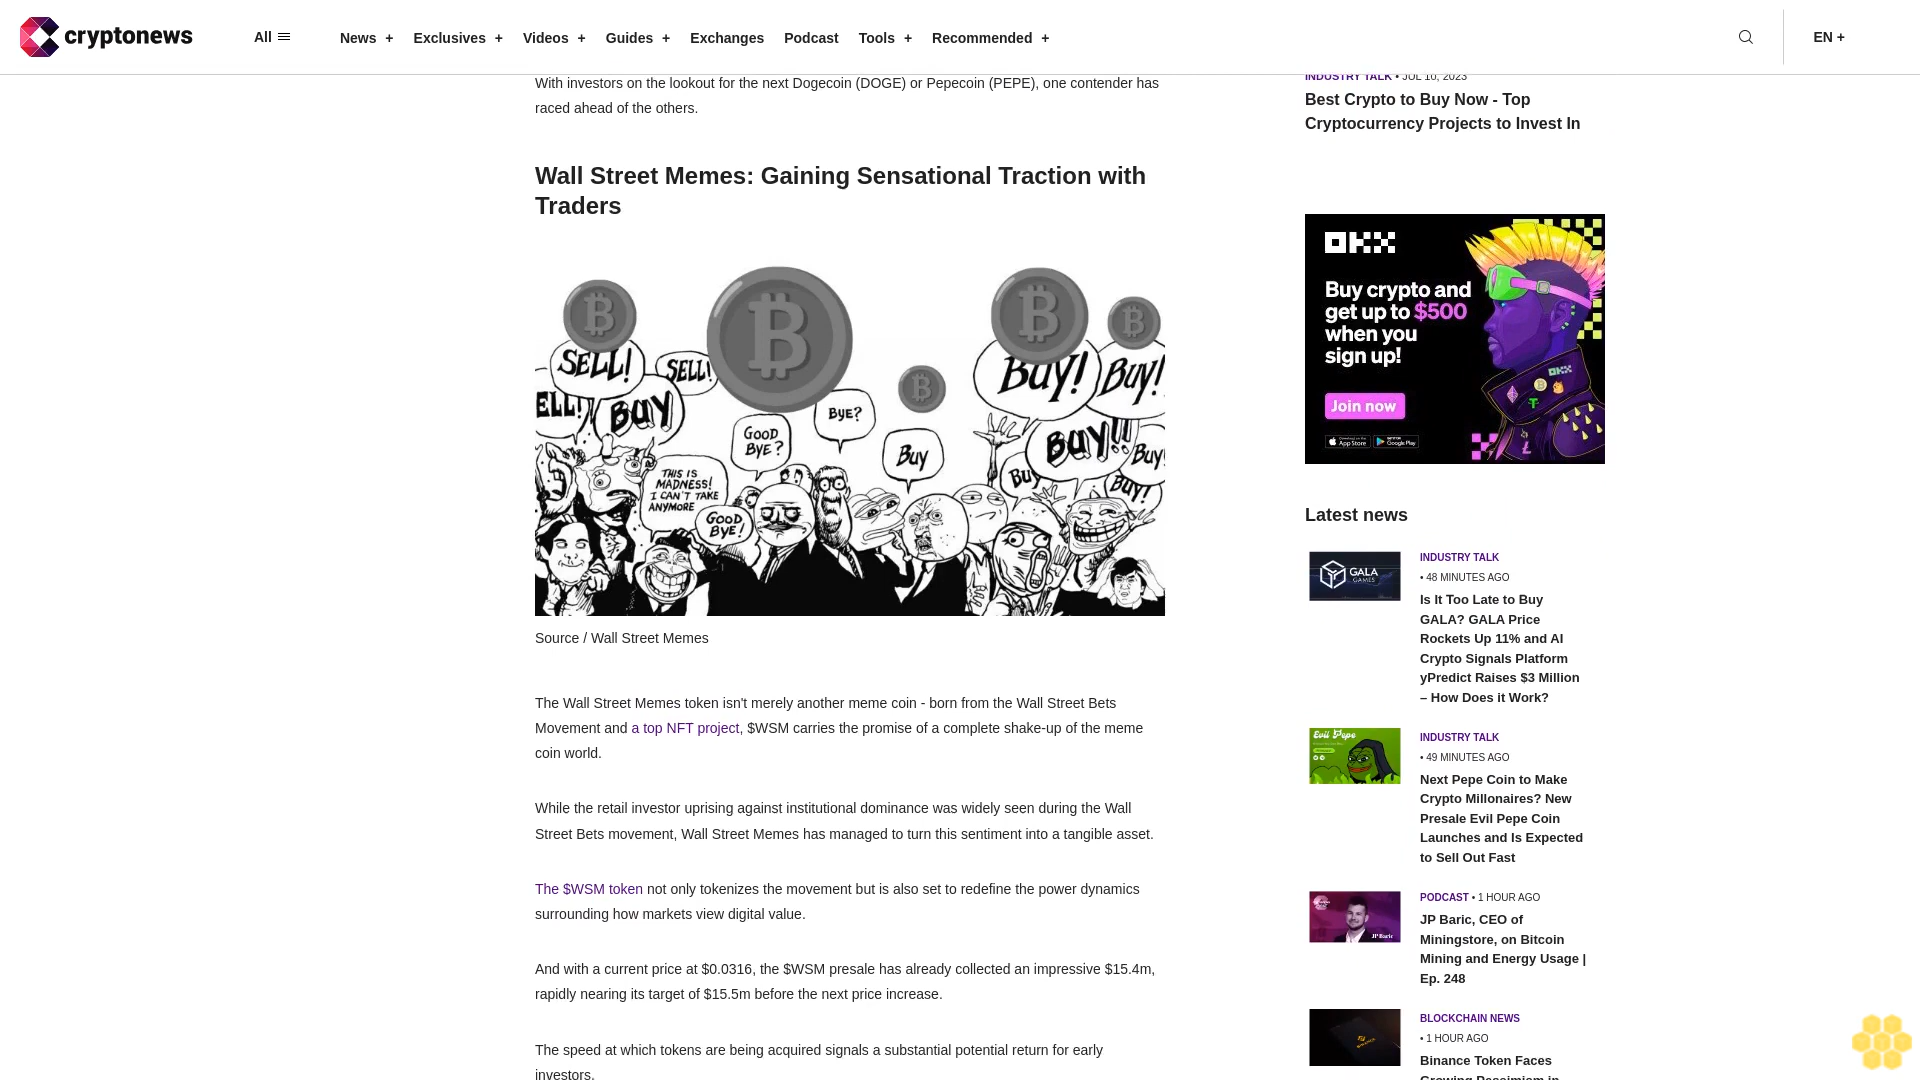 cryptonews
All
News +
Exclusives +
Videos +
Guides +
Exchanges
Podcast
Tools +
Recommended +
EN +
With investors on the lookout for the next Dogecoin (DOGE) or Pepecoin (PEPE), one contender has
raced ahead of the others.
Wall Street Memes: Gaining Sensational Traction with
Traders
SELL!
SELL!
ELL!
BUY
GOOD
BYE?
BYE?
BUY
BUY!
BUY!
BUY!!
BUY
BUY
BUY!
THIS IS
MADNESS!
I CAN'T TAKE
ANYMORE
GOOD
BYE!
Source / Wall Street Memes
The Wall Street Memes token isn't merely another meme coin - born from the Wall Street Bets
Movement and a top NFT project, $WSM carries the promise of a complete shake-up of the meme
coin world.
While the retail investor uprising against institutional dominance was widely seen during the Wall
Street Bets movement, Wall Street Memes has managed to turn this sentiment into a tangible asset.
The $WSM token not only tokenizes the movement but is also set to redefine the power dynamics
surrounding how markets view digital value.
And with a current price at $0.0316, the $WSM presale has already collected an impressive $15.4m,
rapidly nearing its target of $15.5m before the next price increase.
The speed at which tokens are being acquired signals a substantial potential return for early
investors.
INDUSTRY TALK • JUL 10, 2023
Best Crypto to Buy Now - Top
Cryptocurrency Projects to Invest In
OKX
Buy crypto and
get up to $500
when you
sign up!
Join now
App Store
Google Play
Latest news
GALA
GAMES
INDUSTRY TALK
• 48 MINUTES AGO
Is It Too Late to Buy
GALA? GALA Price
Rockets Up 11% and AI
Crypto Signals Platform
yPredict Raises $3 Million
– How Does it Work?
Evil Pepe
INDUSTRY TALK
• 49 MINUTES AGO
Next Pepe Coin to Make
Crypto Millonaires? New
Presale Evil Pepe Coin
Launches and Is Expected
to Sell Out Fast
JP Baric
PODCAST • 1 HOUR AGO
JP Baric, CEO of
Miningstore, on Bitcoin
Mining and Energy Usage |
Ep. 248
BLOCKCHAIN NEWS
• 1 HOUR AGO
Binance Token Faces
Growing Pessimism in